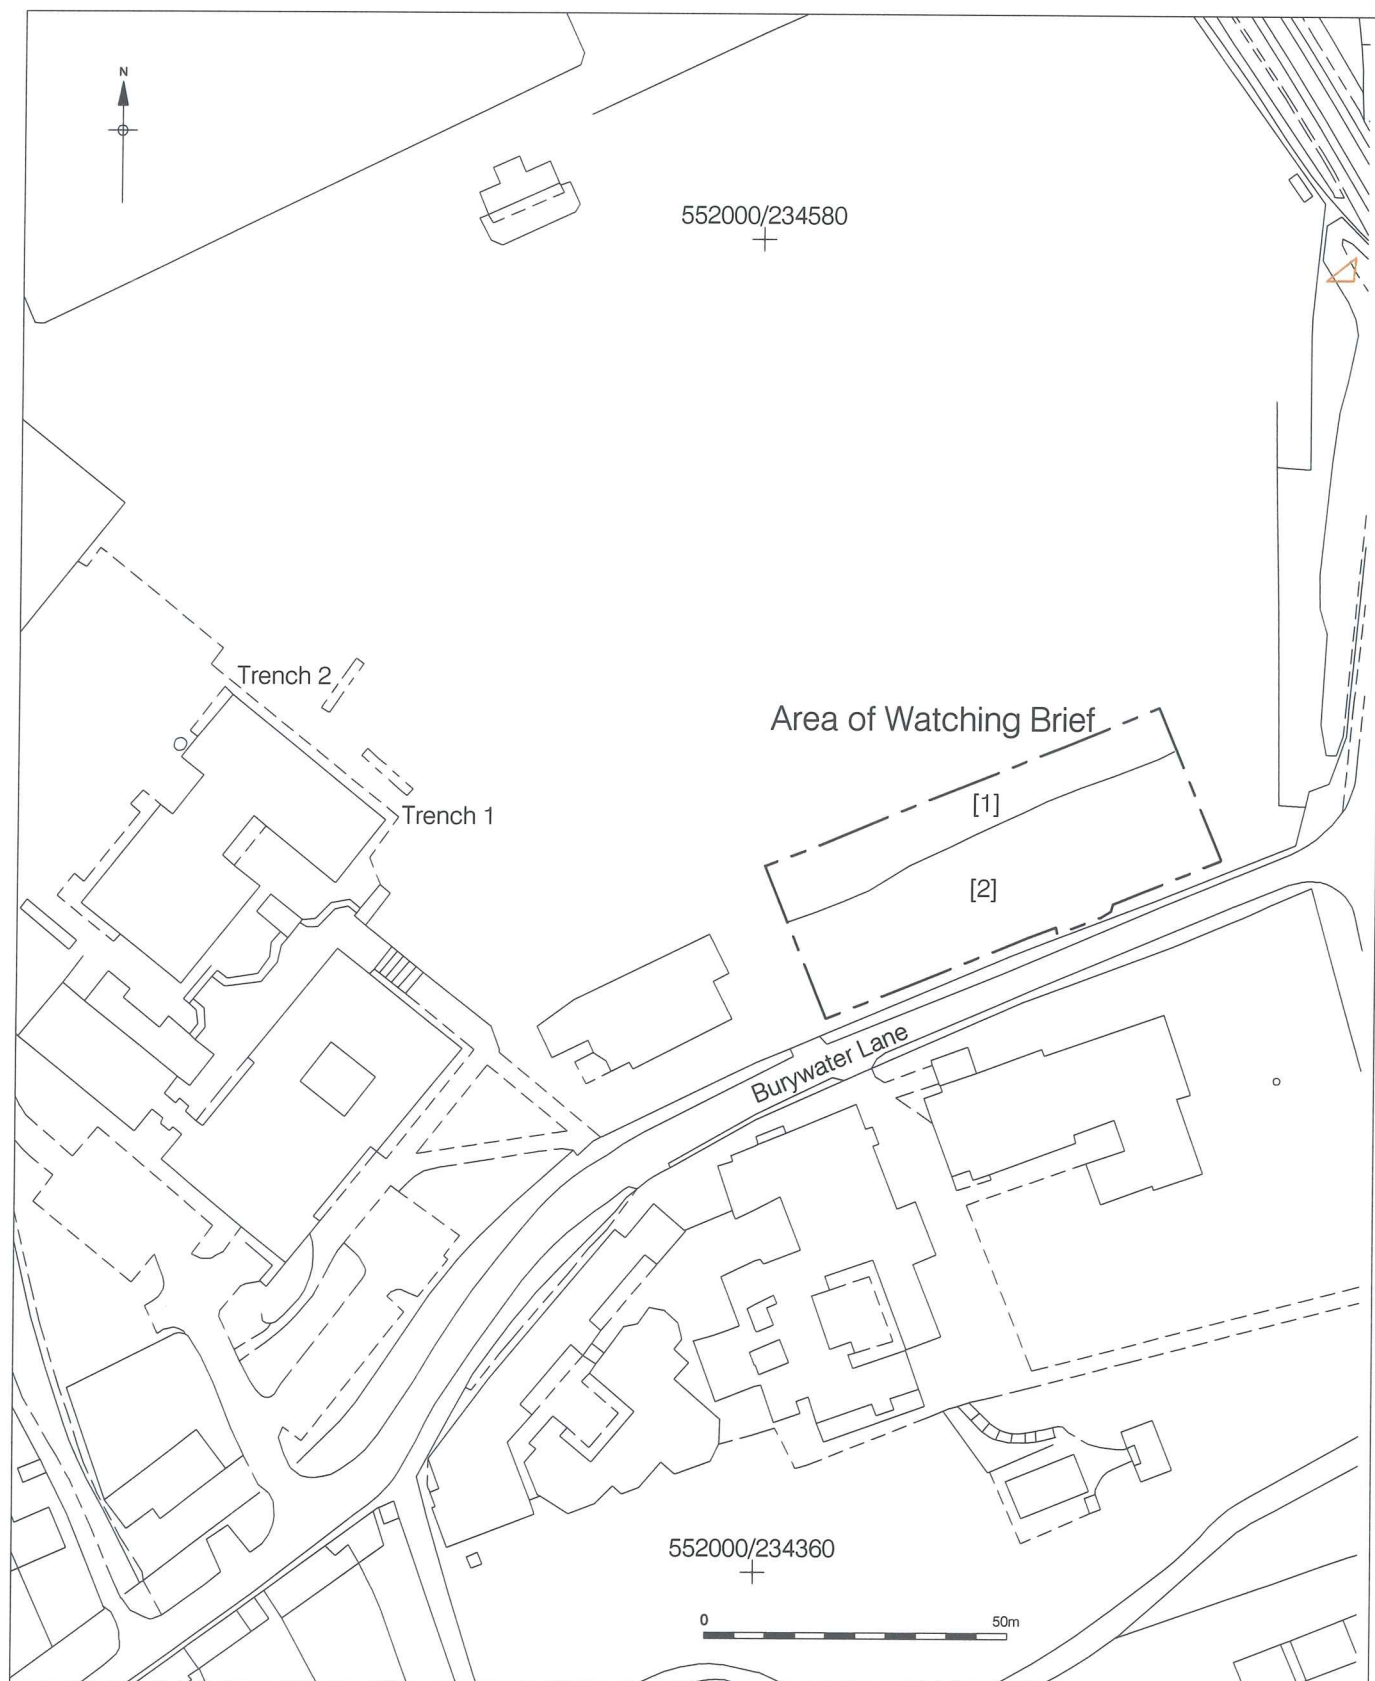 N
552000/234580
Trench 2
Area of Watching Brief
[1]
Trench 1
[2]
Burywater Lane
552000/234360
0 50m